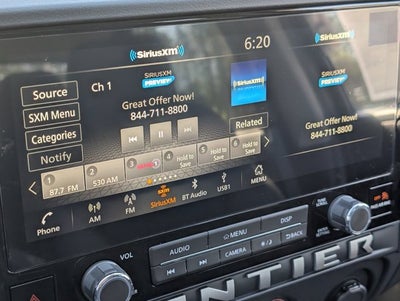 SiriusXM
6:20
SiriusXM
Source
Ch 1
SIRIUSXM
PREVIEW
SIRIUSXM
PREVIEW
SXM Menu
Great Offer Now!
844-711-8800
Great Offer Now!
844-711-8800
Categories
Related
Notify
1
87.7 FM
2
530 AM
3
4
Hold to
Save
5
Hold to
Save
6
Hold to
Save
Phone
AM
FM
sxm
SiriusXM
BT Audio
USB1
MENU
VOL
AUDIO
MENU
DISP
CAMERA
BACK
NTIER